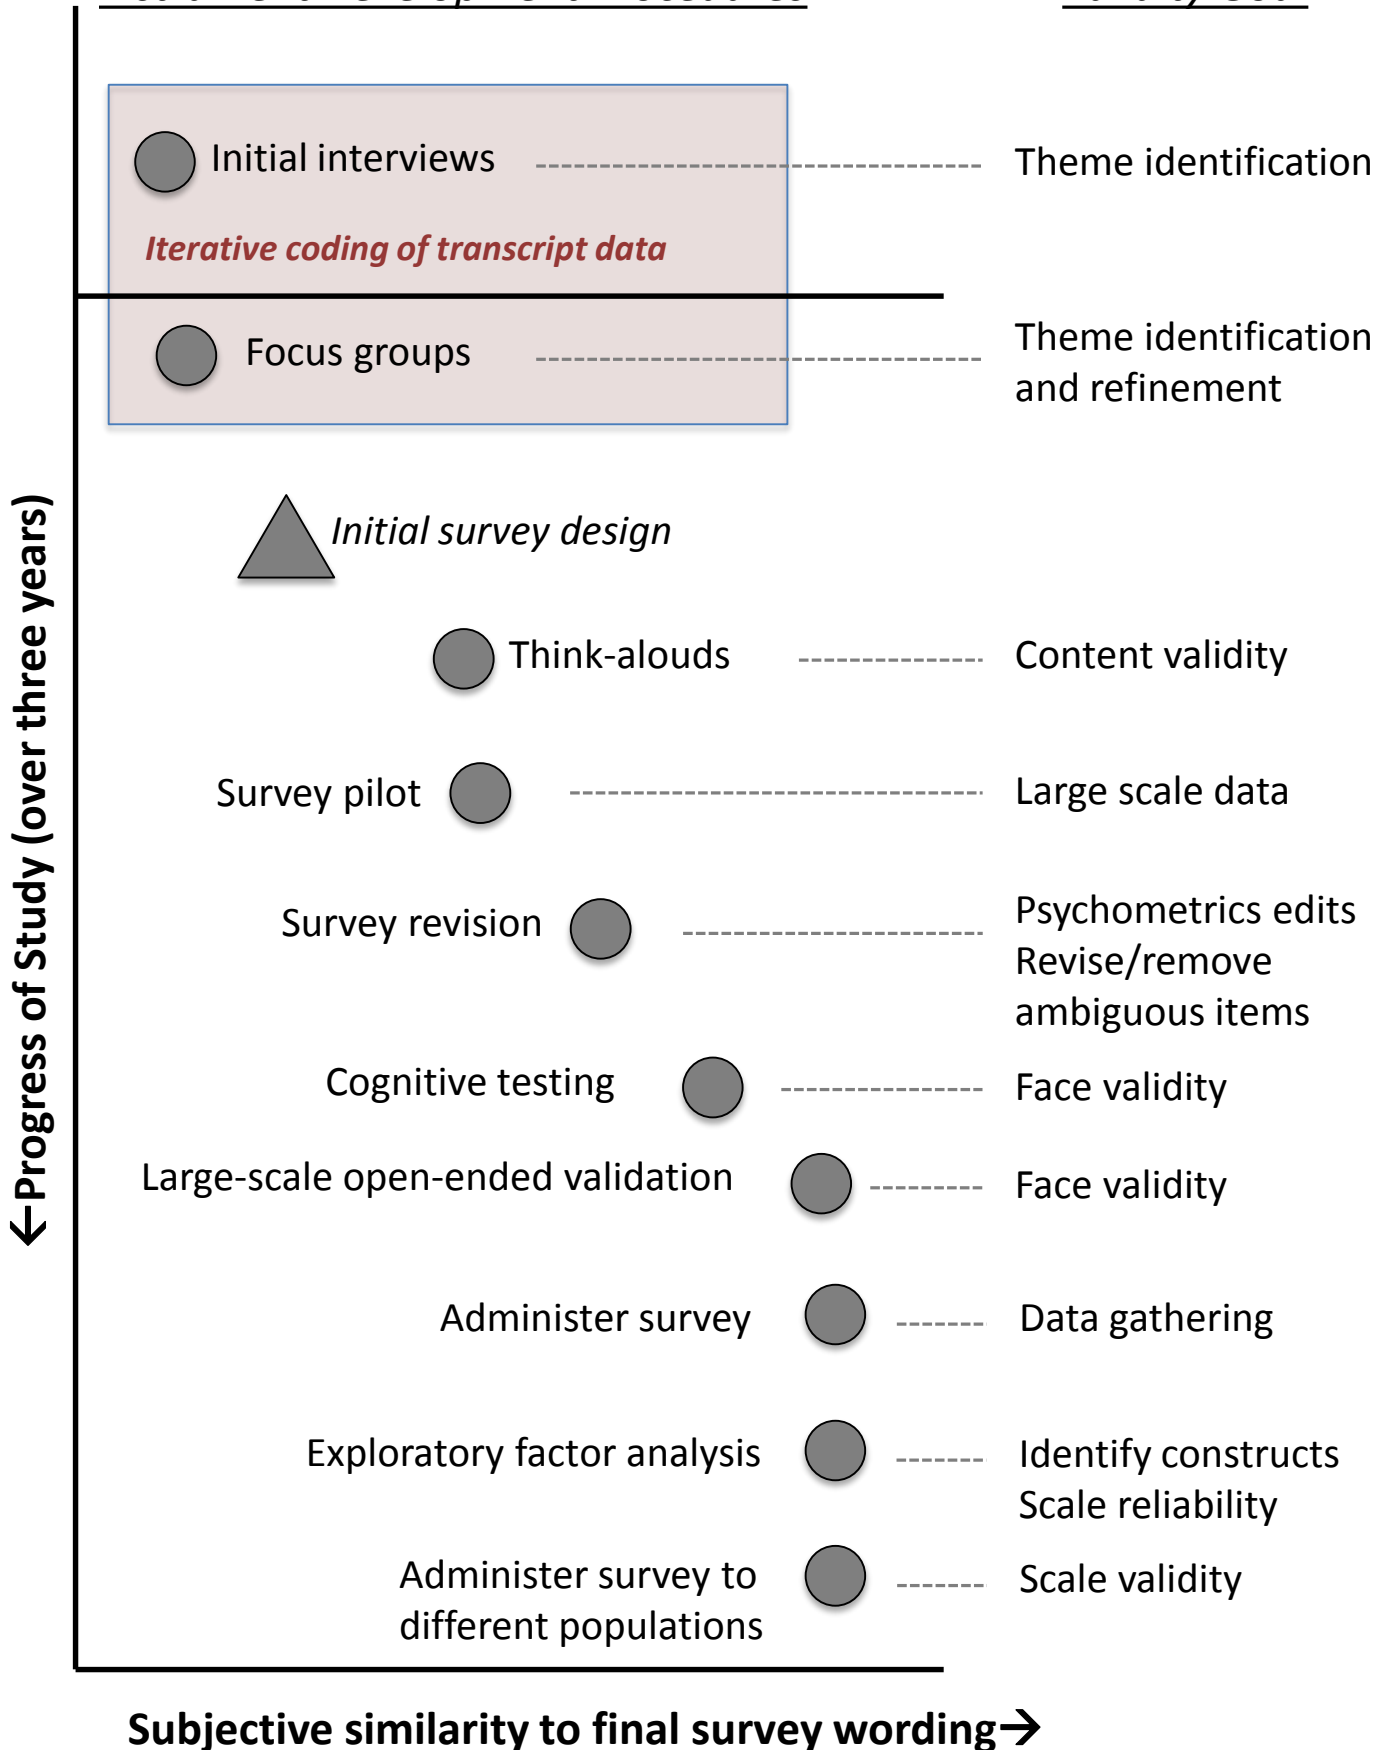 Initial interviews
Theme identification
Iterative coding of transcript data
Focus groups
Theme identification
and refinement
Initial survey design
Think-alouds
Content validity
Survey pilot
Large scale data
Survey revision
Psychometrics edits
Revise/remove
ambiguous items
Cognitive testing
Face validity
Large-scale open-ended validation
Face validity
Administer survey
Data gathering
Exploratory factor analysis
Identify constructs
Scale reliability
Administer survey to
different populations
Scale validity
←Progress of Study (over three years)
Subjective similarity to final survey wording→